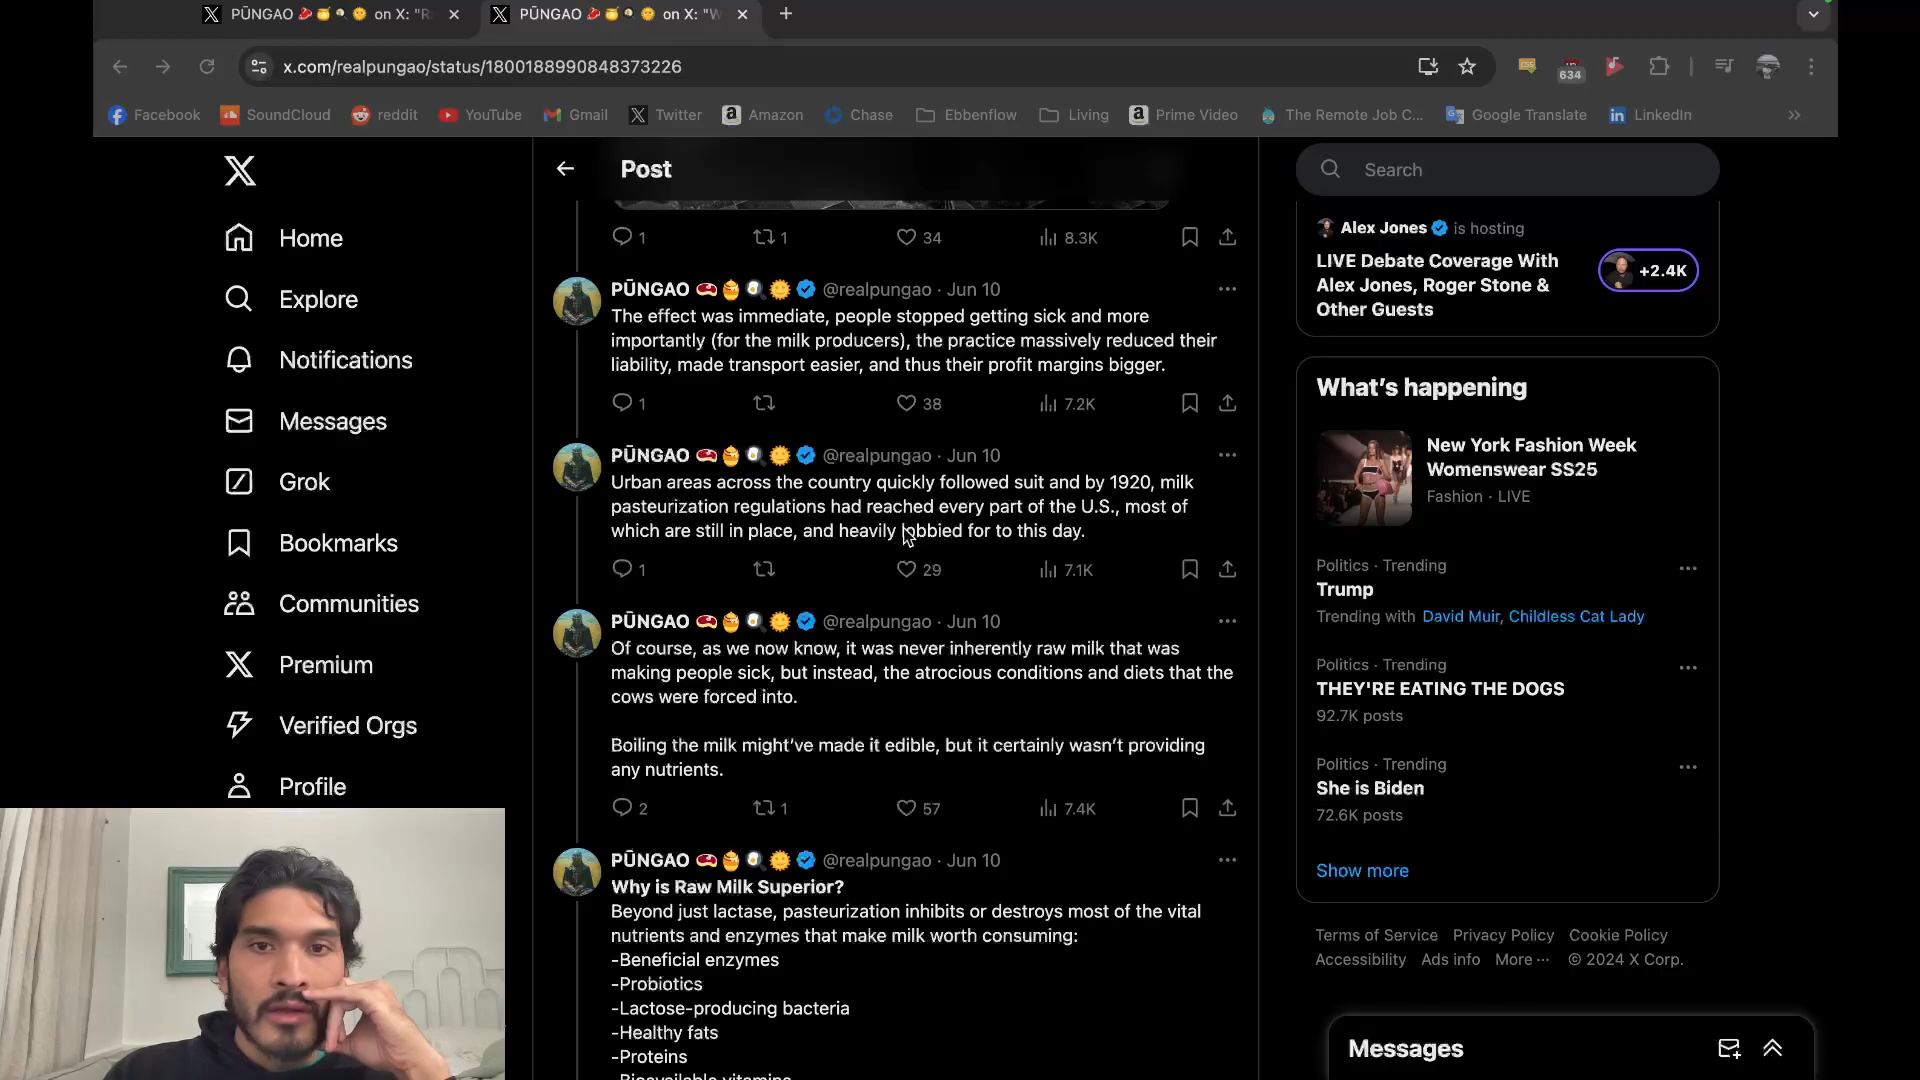 PŪNGAO 🥩🍯🍳🌞 on X: "R
PŪNGAO 🥩🍯🍳🌞 on X: "W
x.com/realpungao/status/1800188990848373226
634
Facebook
SoundCloud
reddit
YouTube
Gmail
Twitter
Amazon
Chase
Ebbenflow
Living
Prime Video
The Remote Job C...
Google Translate
LinkedIn
Home
Explore
Notifications
Messages
Grok
Bookmarks
Communities
Premium
Verified Orgs
Profile
Post
1
1
34
8.3K
PŪNGAO 🥩🍯🍳🌞 @realpungao · Jun 10
The effect was immediate, people stopped getting sick and more
importantly (for the milk producers), the practice massively reduced their
liability, made transport easier, and thus their profit margins bigger.
1
38
7.2K
PŪNGAO 🥩🍯🍳🌞 @realpungao · Jun 10
Urban areas across the country quickly followed suit and by 1920, milk
pasteurization regulations had reached every part of the U.S., most of
which are still in place, and heavily lobbied for to this day.
1
29
7.1K
PŪNGAO 🥩🍯🍳🌞 @realpungao · Jun 10
Of course, as we now know, it was never inherently raw milk that was
making people sick, but instead, the atrocious conditions and diets that the
cows were forced into.
Boiling the milk might've made it edible, but it certainly wasn't providing
any nutrients.
2
1
57
7.4K
PŪNGAO 🥩🍯🍳🌞 @realpungao · Jun 10
Why is Raw Milk Superior?
Beyond just lactase, pasteurization inhibits or destroys most of the vital
nutrients and enzymes that make milk worth consuming:
-Beneficial enzymes
-Probiotics
-Lactose-producing bacteria
-Healthy fats
-Proteins
-Bioavailable vitamins
Search
Alex Jones is hosting
LIVE Debate Coverage With
Alex Jones, Roger Stone &
Other Guests
+2.4K
What's happening
New York Fashion Week
Womenswear SS25
Fashion · LIVE
Politics · Trending
Trump
Trending with David Muir, Childless Cat Lady
Politics · Trending
THEY'RE EATING THE DOGS
92.7K posts
Politics · Trending
She is Biden
72.6K posts
Show more
Terms of Service Privacy Policy Cookie Policy
Accessibility Ads info More ··· © 2024 X Corp.
Messages